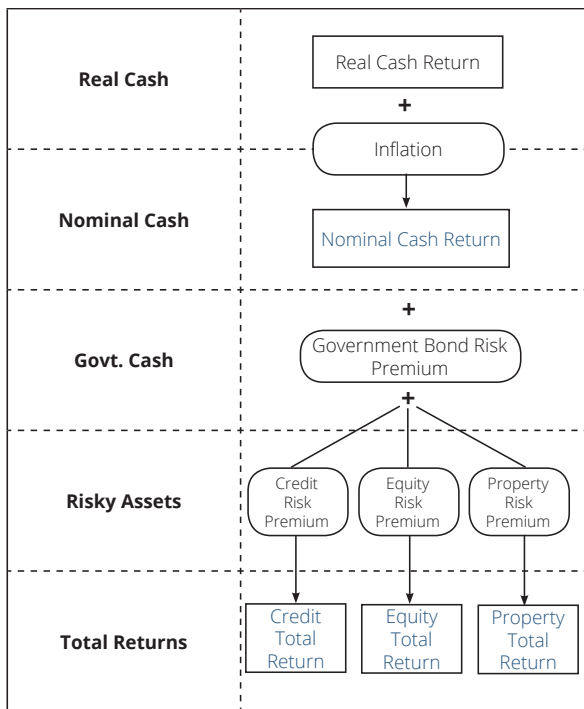 Real Cash
Real Cash Return
+
Inflation
Nominal Cash
Nominal Cash Return
+
Govt. Cash
Government Bond Risk
Premium
+
Risky Assets
Credit
Risk
Premium
Equity
Risk
Premium
Property
Risk
Premium
Total Returns
Credit
Total
Return
Equity
Total
Return
Property
Total
Return